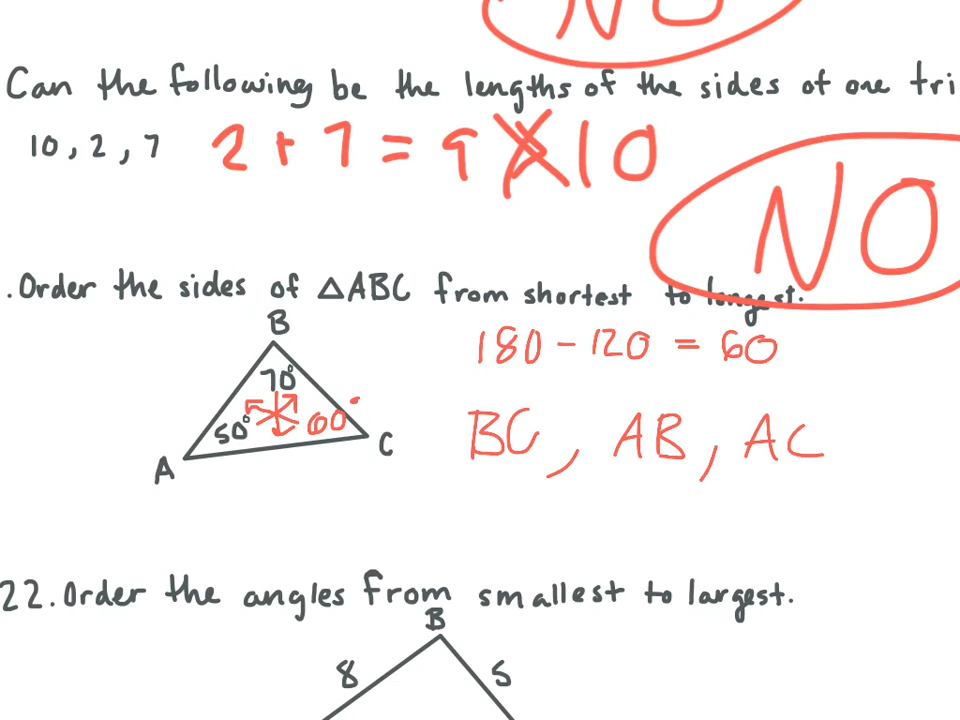 NO
Can the following be the lengths of the sides of one tri
10, 2, 7 2 + 7 = 9 > 10
NO
. Order the sides of △ABC from shortest to longest.
B
180 - 120 = 60
70°
50° 60°
BC, AB, AC
A C
22. Order the angles from smallest to largest.
B
8 5